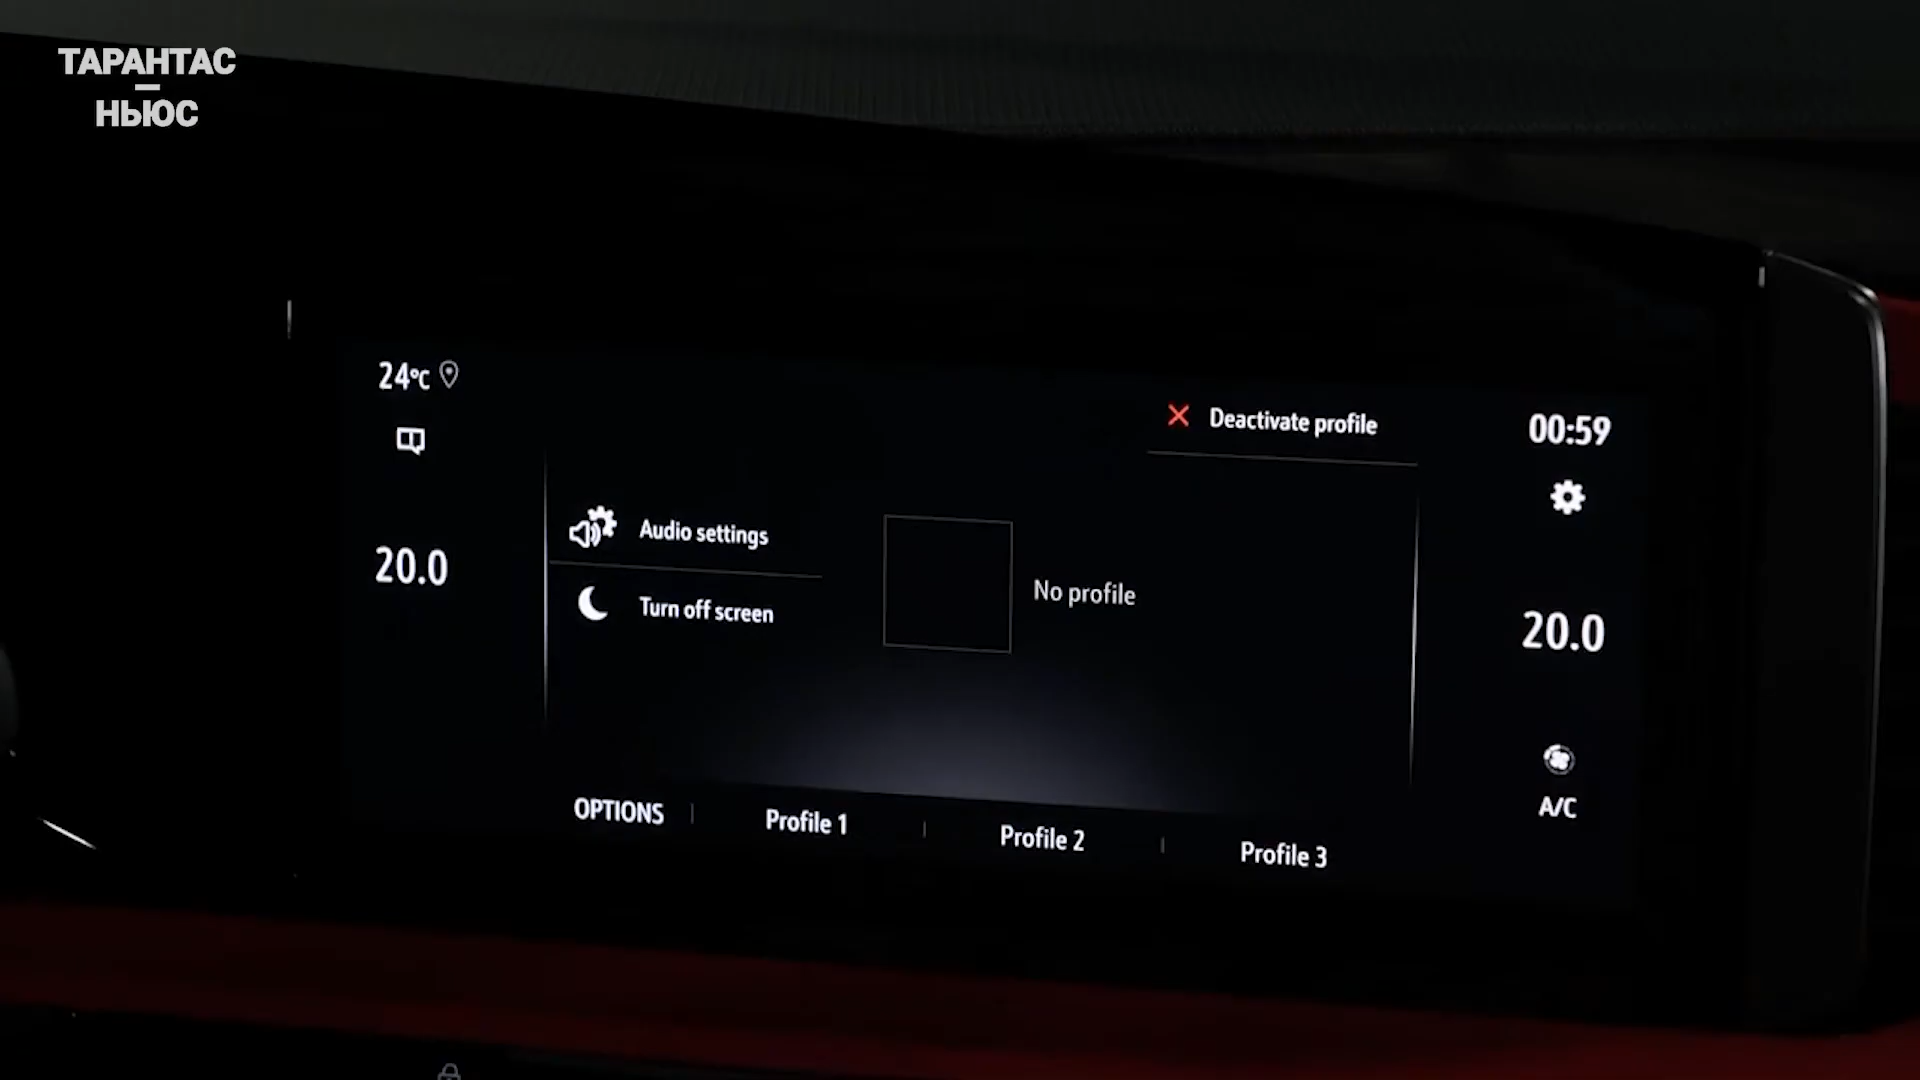 ТАРАНТАС
НЬЮС
24°C
Deactivate profile
00:59
Audio settings
20.0
Turn off screen
No profile
20.0
OPTIONS
Profile 1
Profile 2
Profile 3
A/C